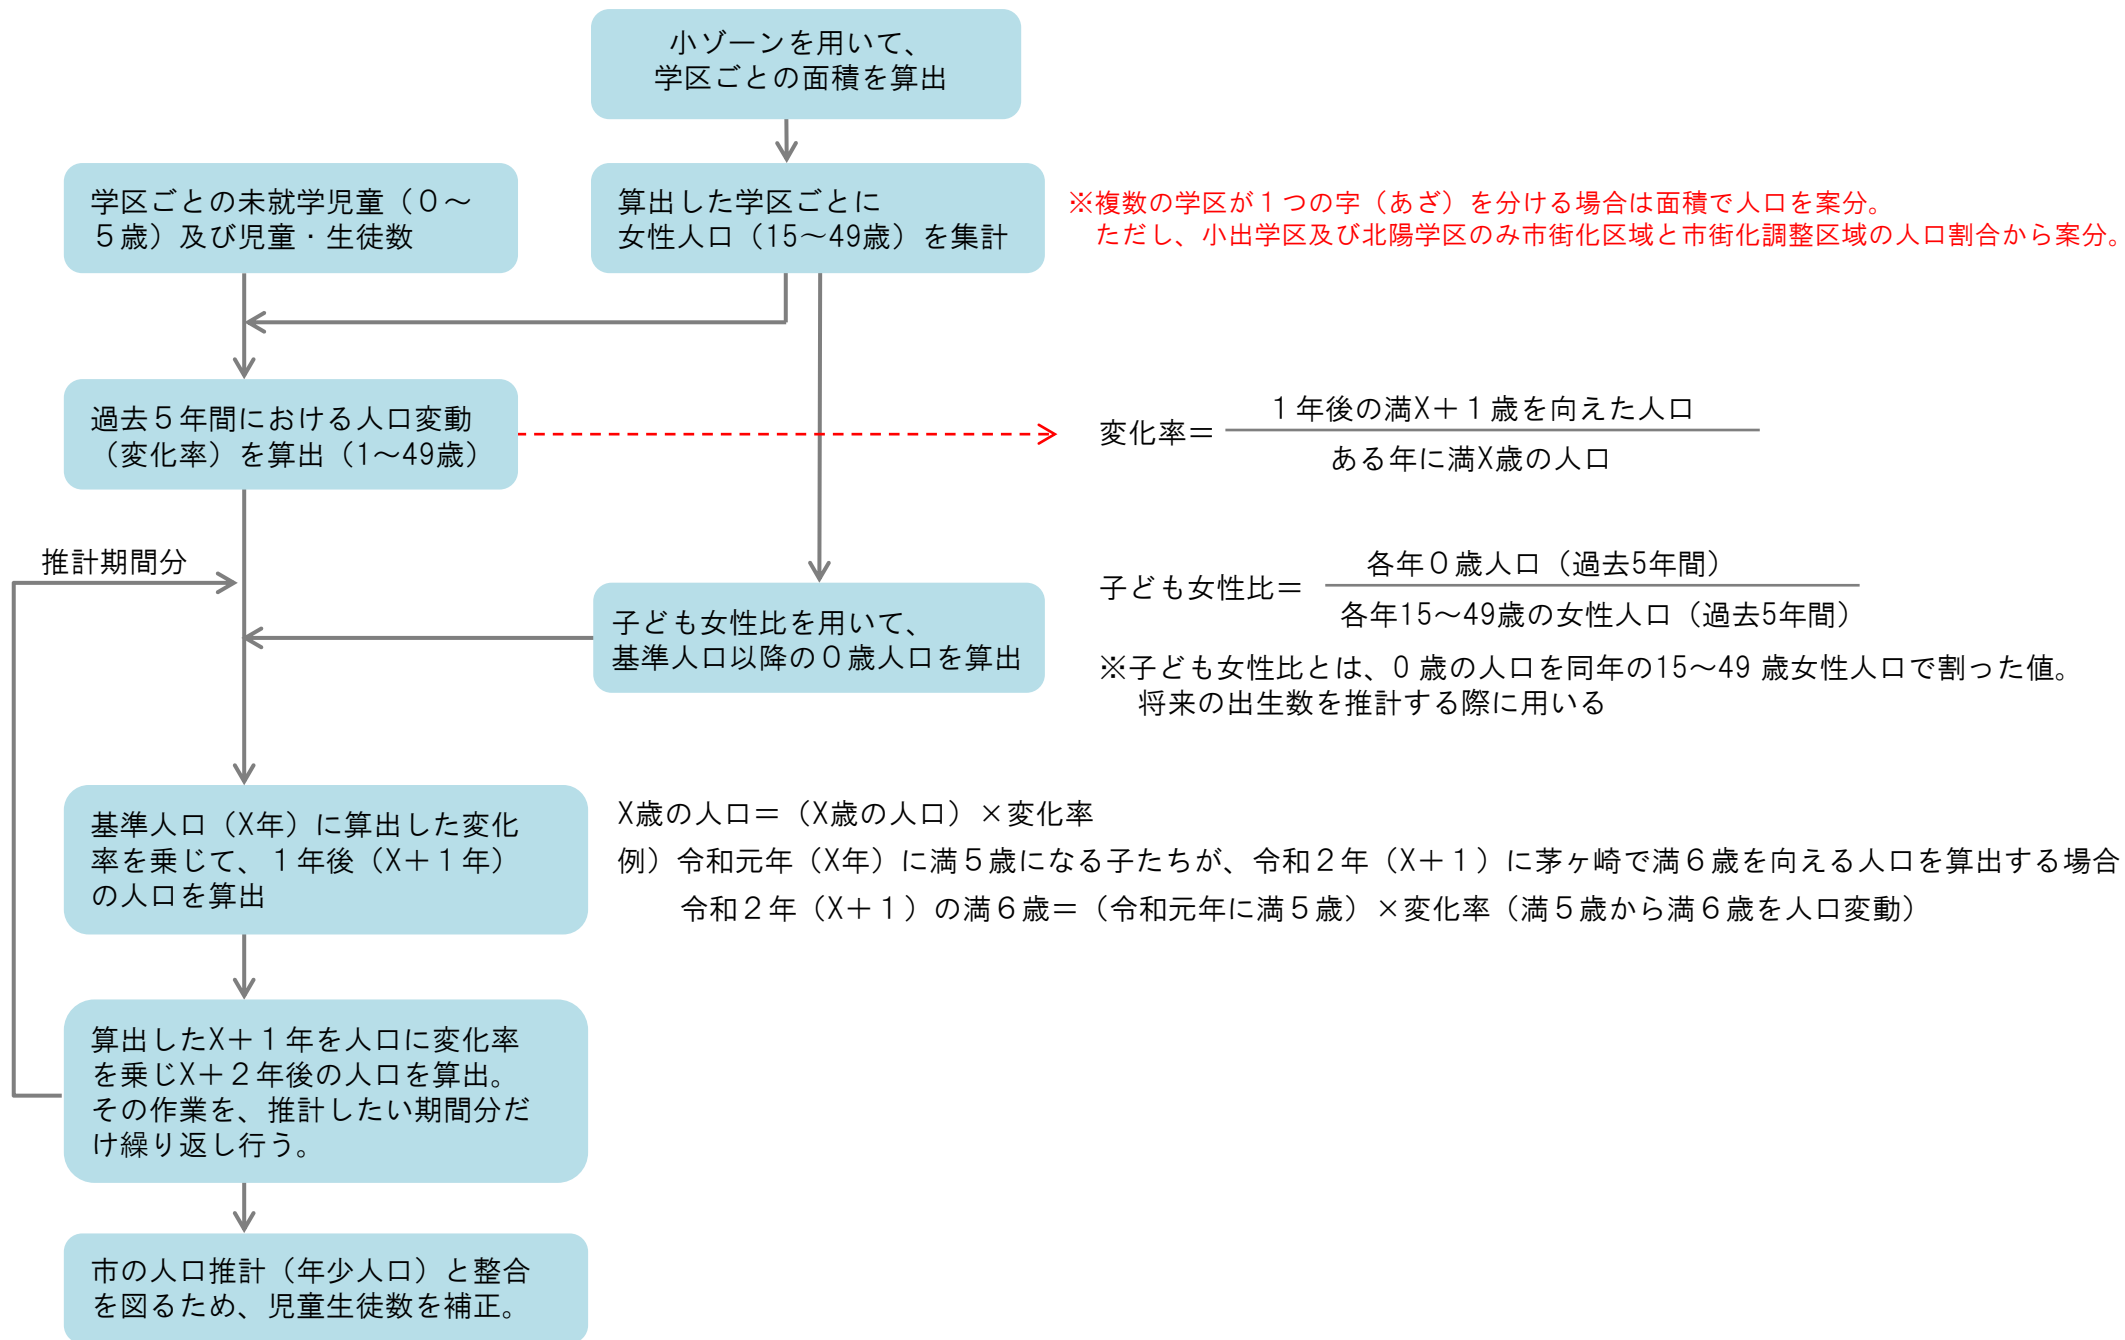 小ゾーンを用いて、
学区ごとの面積を算出
学区ごとの未就学児童（０～
５歳）及び児童・生徒数
算出した学区ごとに
女性人口（15～49歳）を集計
※複数の学区が１つの字（あざ）を分ける場合は面積で人口を案分。
ただし、小出学区及び北陽学区のみ市街化区域と市街化調整区域の人口割合から案分。
過去５年間における人口変動
（変化率）を算出（1～49歳）
変化率＝
１年後の満X＋１歳を向えた人口
ある年に満X歳の人口
推計期間分
子ども女性比を用いて、
基準人口以降の０歳人口を算出
子ども女性比＝
各年０歳人口（過去5年間）
各年15～49歳の女性人口（過去5年間）
※子ども女性比とは、0 歳の人口を同年の15～49 歳女性人口で割った値。
将来の出生数を推計する際に用いる
基準人口（X年）に算出した変化
率を乗じて、１年後（X＋１年）
の人口を算出
X歳の人口＝（X歳の人口）×変化率
例）令和元年（X年）に満５歳になる子たちが、令和２年（X＋１）に茅ヶ崎で満６歳を向える人口を算出する場合
令和２年（X＋１）の満６歳＝（令和元年に満５歳）×変化率（満５歳から満６歳を人口変動）
算出したX＋１年を人口に変化率
を乗じX＋２年後の人口を算出。
その作業を、推計したい期間分だ
け繰り返し行う。
市の人口推計（年少人口）と整合
を図るため、児童生徒数を補正。